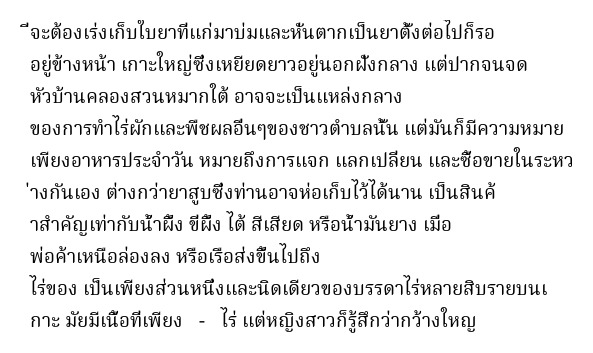 ี่จะต้องเร่งเก็บใบยาที่แก่มาบ่มและหั่นตากเป็นยาตั้งต่อไปก็รอ
อยู่ข้างหน้า เกาะใหญ่ซึ่งเหยียดยาวอยู่นอกฝั่งกลาง แต่ปากจนจด
หัวบ้านคลองสวนหมากใต้ อาจจะเป็นแหล่งกลาง
ของการทำไร่ผักและพืชผลอื่นๆของชาวตำบลนั้น แต่มันก็มีความหมาย
เพียงอาหารประจำวัน หมายถึงการแจก แลกเปลี่ยน และซื้อขายในระหว
่างกันเอง ต่างกว่ายาสูบซึ่งท่านอาจห่อเก็บไว้ได้นาน เป็นสินค้
าสำคัญเท่ากับน้ำผึ้ง ขี้ผึ้ง ไต้ สีเสียด หรือน้ำมันยาง เมื่อ
พ่อค้าเหนือล่องลง หรือเรือส่งขึ้นไปถึง
ไร่ของ เป็นเพียงส่วนหนึ่งและนิดเดียวของบรรดาไร่หลายสิบรายบนเ
กาะ มัยมีเนื้อที่เพียง - ไร่ แต่หญิงสาวก็รู้สึกว่ากว้างใหญ่